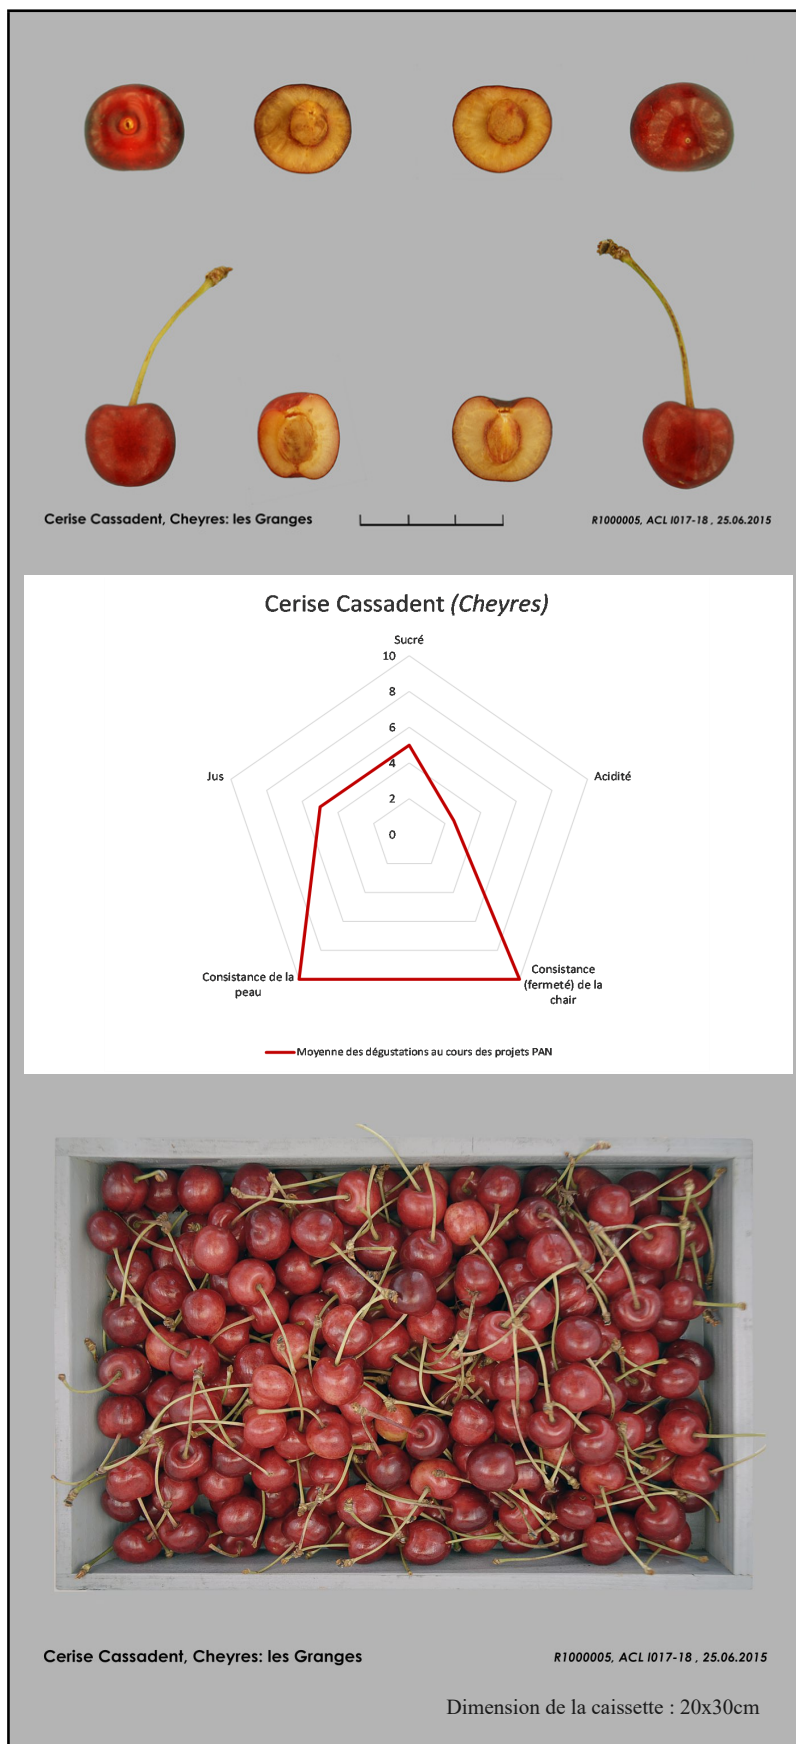 Cerise Cassadent, Cheyres: les Granges
R1000005, ACL I017-18 , 25.06.2015
Cerise Cassadent (Cheyres)
Sucré
10
8
6
4
2
0
Jus
Acidité
Consistance de la
peau
Consistance
(fermeté) de la
chair
Moyenne des dégustations au cours des projets PAN
Cerise Cassadent, Cheyres: les Granges
R1000005, ACL I017-18 , 25.06.2015
Dimension de la caissette : 20x30cm